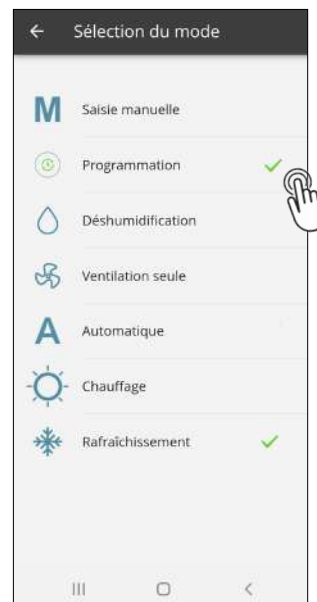 Sélection du mode
M Saisie manuelle
Programmation
Déshumidification
Ventilation seule
A Automatique
Chauffage
Rafraîchissement